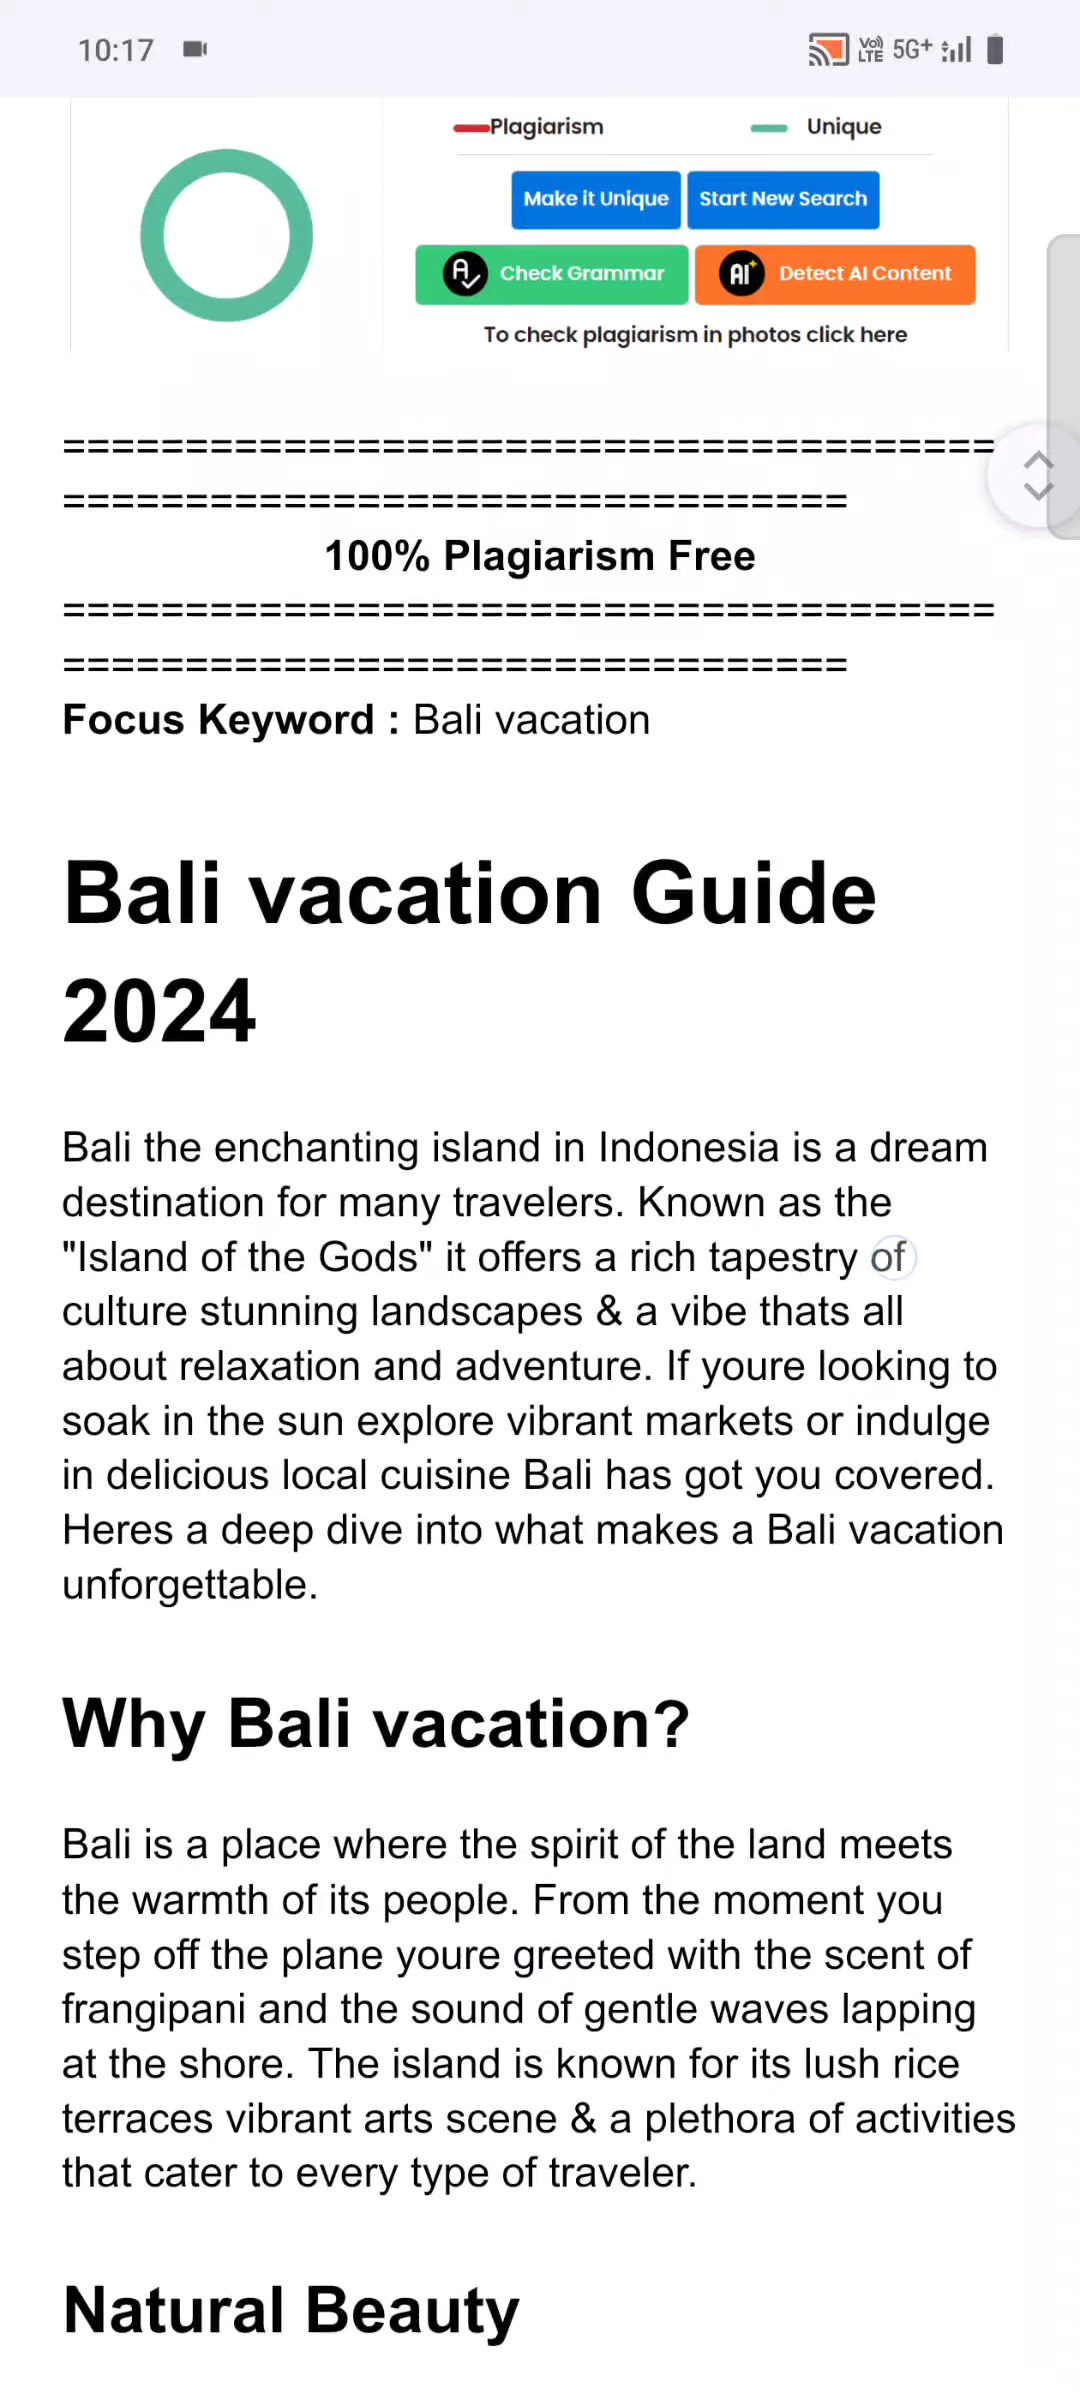 10:17 Vo)) LTE 5G+
Plagiarism Unique
Make it Unique Start New Search
Check Grammar AI Detect AI Content
To check plagiarism in photos click here
======================================
================================
100% Plagiarism Free
======================================
================================
Focus Keyword : Bali vacation
Bali vacation Guide
2024
Bali the enchanting island in Indonesia is a dream
destination for many travelers. Known as the
"Island of the Gods" it offers a rich tapestry of
culture stunning landscapes & a vibe thats all
about relaxation and adventure. If youre looking to
soak in the sun explore vibrant markets or indulge
in delicious local cuisine Bali has got you covered.
Heres a deep dive into what makes a Bali vacation
unforgettable.
Why Bali vacation?
Bali is a place where the spirit of the land meets
the warmth of its people. From the moment you
step off the plane youre greeted with the scent of
frangipani and the sound of gentle waves lapping
at the shore. The island is known for its lush rice
terraces vibrant arts scene & a plethora of activities
that cater to every type of traveler.
Natural Beauty